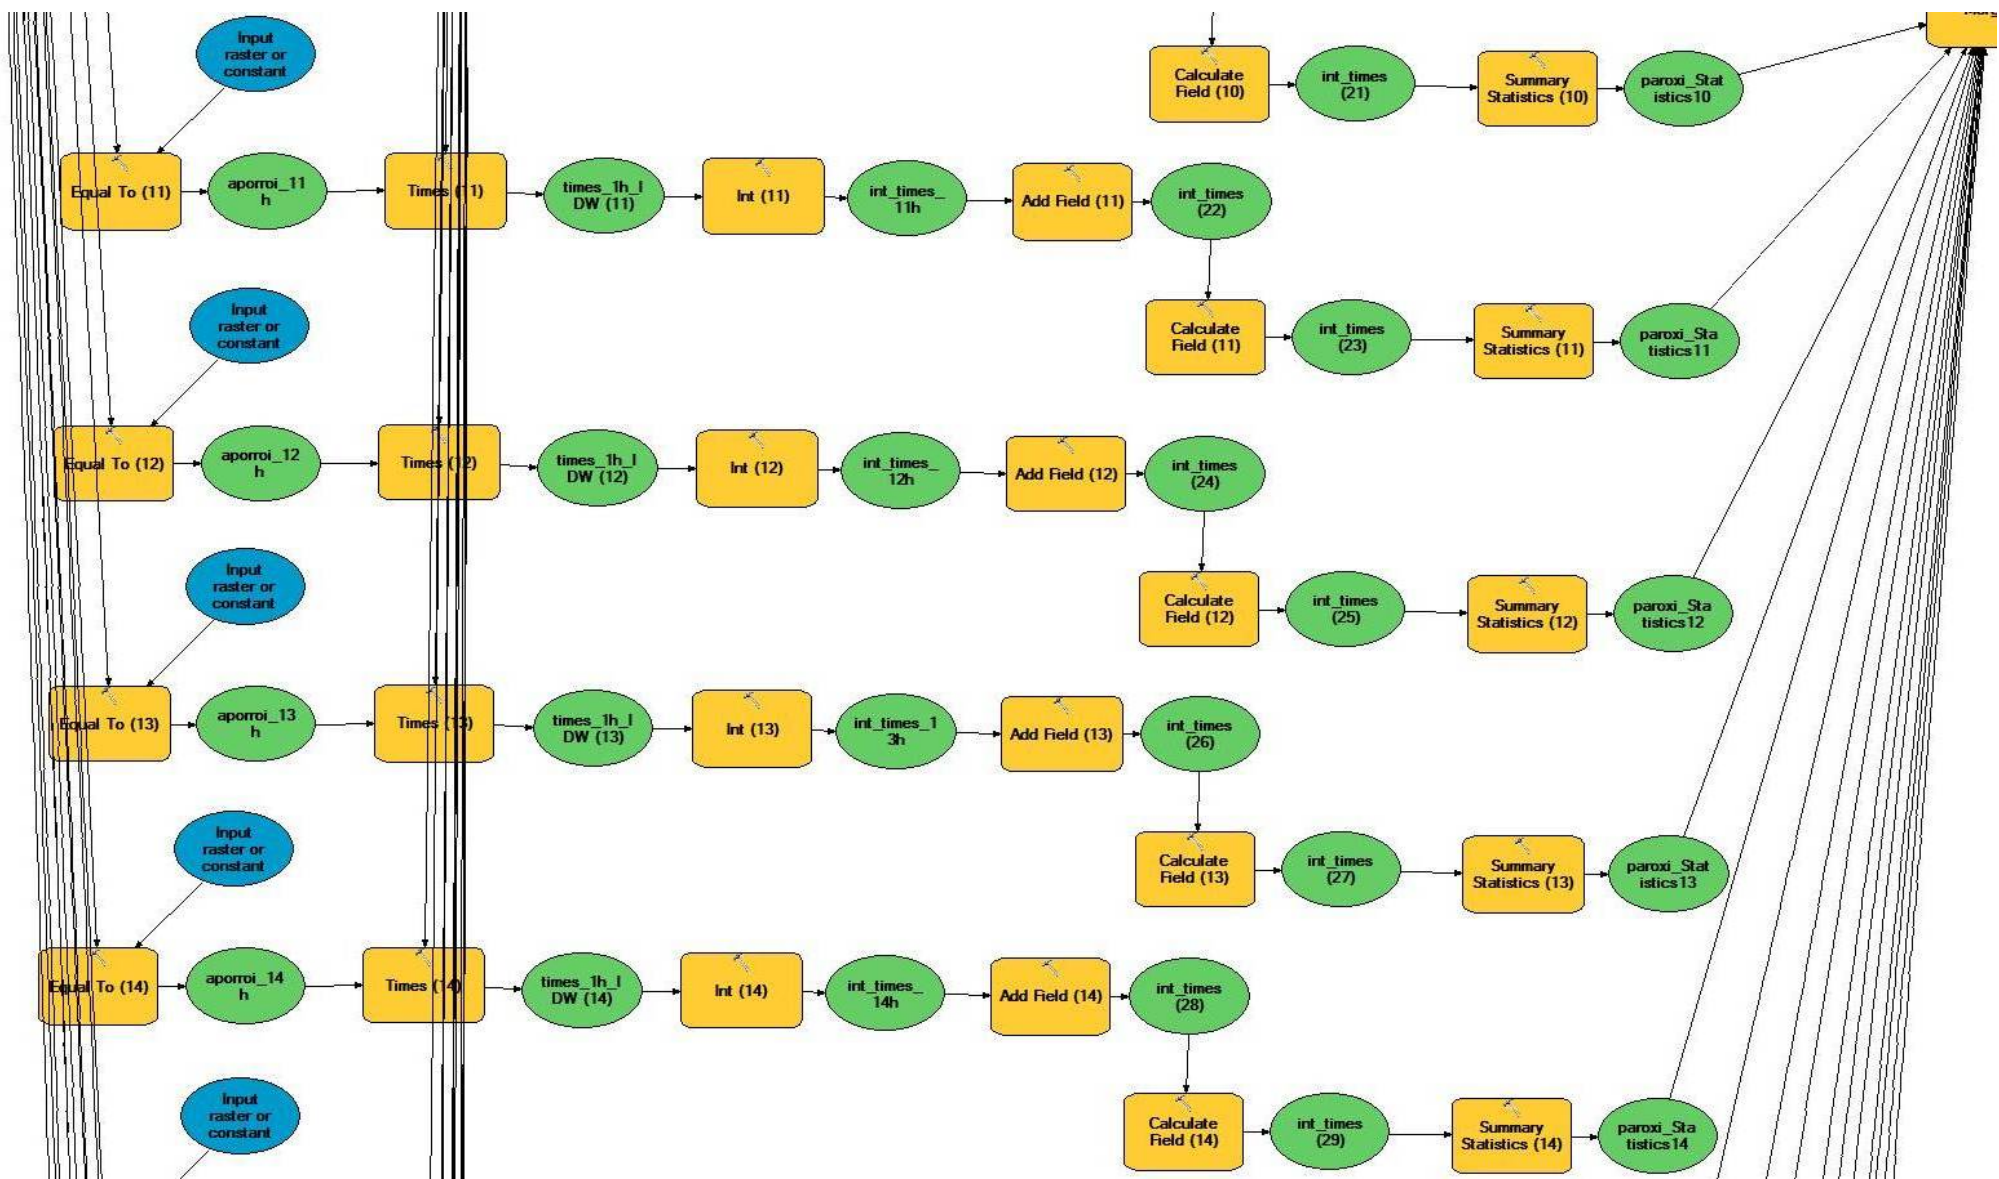 Input
raster or
constant
Calculate
Field (10)
int_times
(21)
Summary
Statistics (10)
paroxi_Stat
istics10
Equal To (11)
aporroi_11
h
Times (11)
times_1h_I
DW (11)
Int (11)
int_times_
11h
Add Field (11)
int_times
(22)
Input
raster or
constant
Calculate
Field (11)
int_times
(23)
Summary
Statistics (11)
paroxi_Sta
tistics11
Equal To (12)
aporroi_12
h
Times (12)
times_1h_I
DW (12)
Int (12)
int_times_
12h
Add Field (12)
int_times
(24)
Input
raster or
constant
Calculate
Field (12)
int_times
(25)
Summary
Statistics (12)
paroxi_Sta
tistics12
Equal To (13)
aporroi_13
h
Times (13)
times_1h_I
DW (13)
Int (13)
int_times_1
3h
Add Field (13)
int_times
(26)
Input
raster or
constant
Calculate
Field (13)
int_times
(27)
Summary
Statistics (13)
paroxi_Stat
istics13
Equal To (14)
aporroi_14
h
Times (14)
times_1h_I
DW (14)
Int (14)
int_times_
14h
Add Field (14)
int_times
(28)
Input
raster or
constant
Calculate
Field (14)
int_times
(29)
Summary
Statistics (14)
paroxi_Sta
tistics14